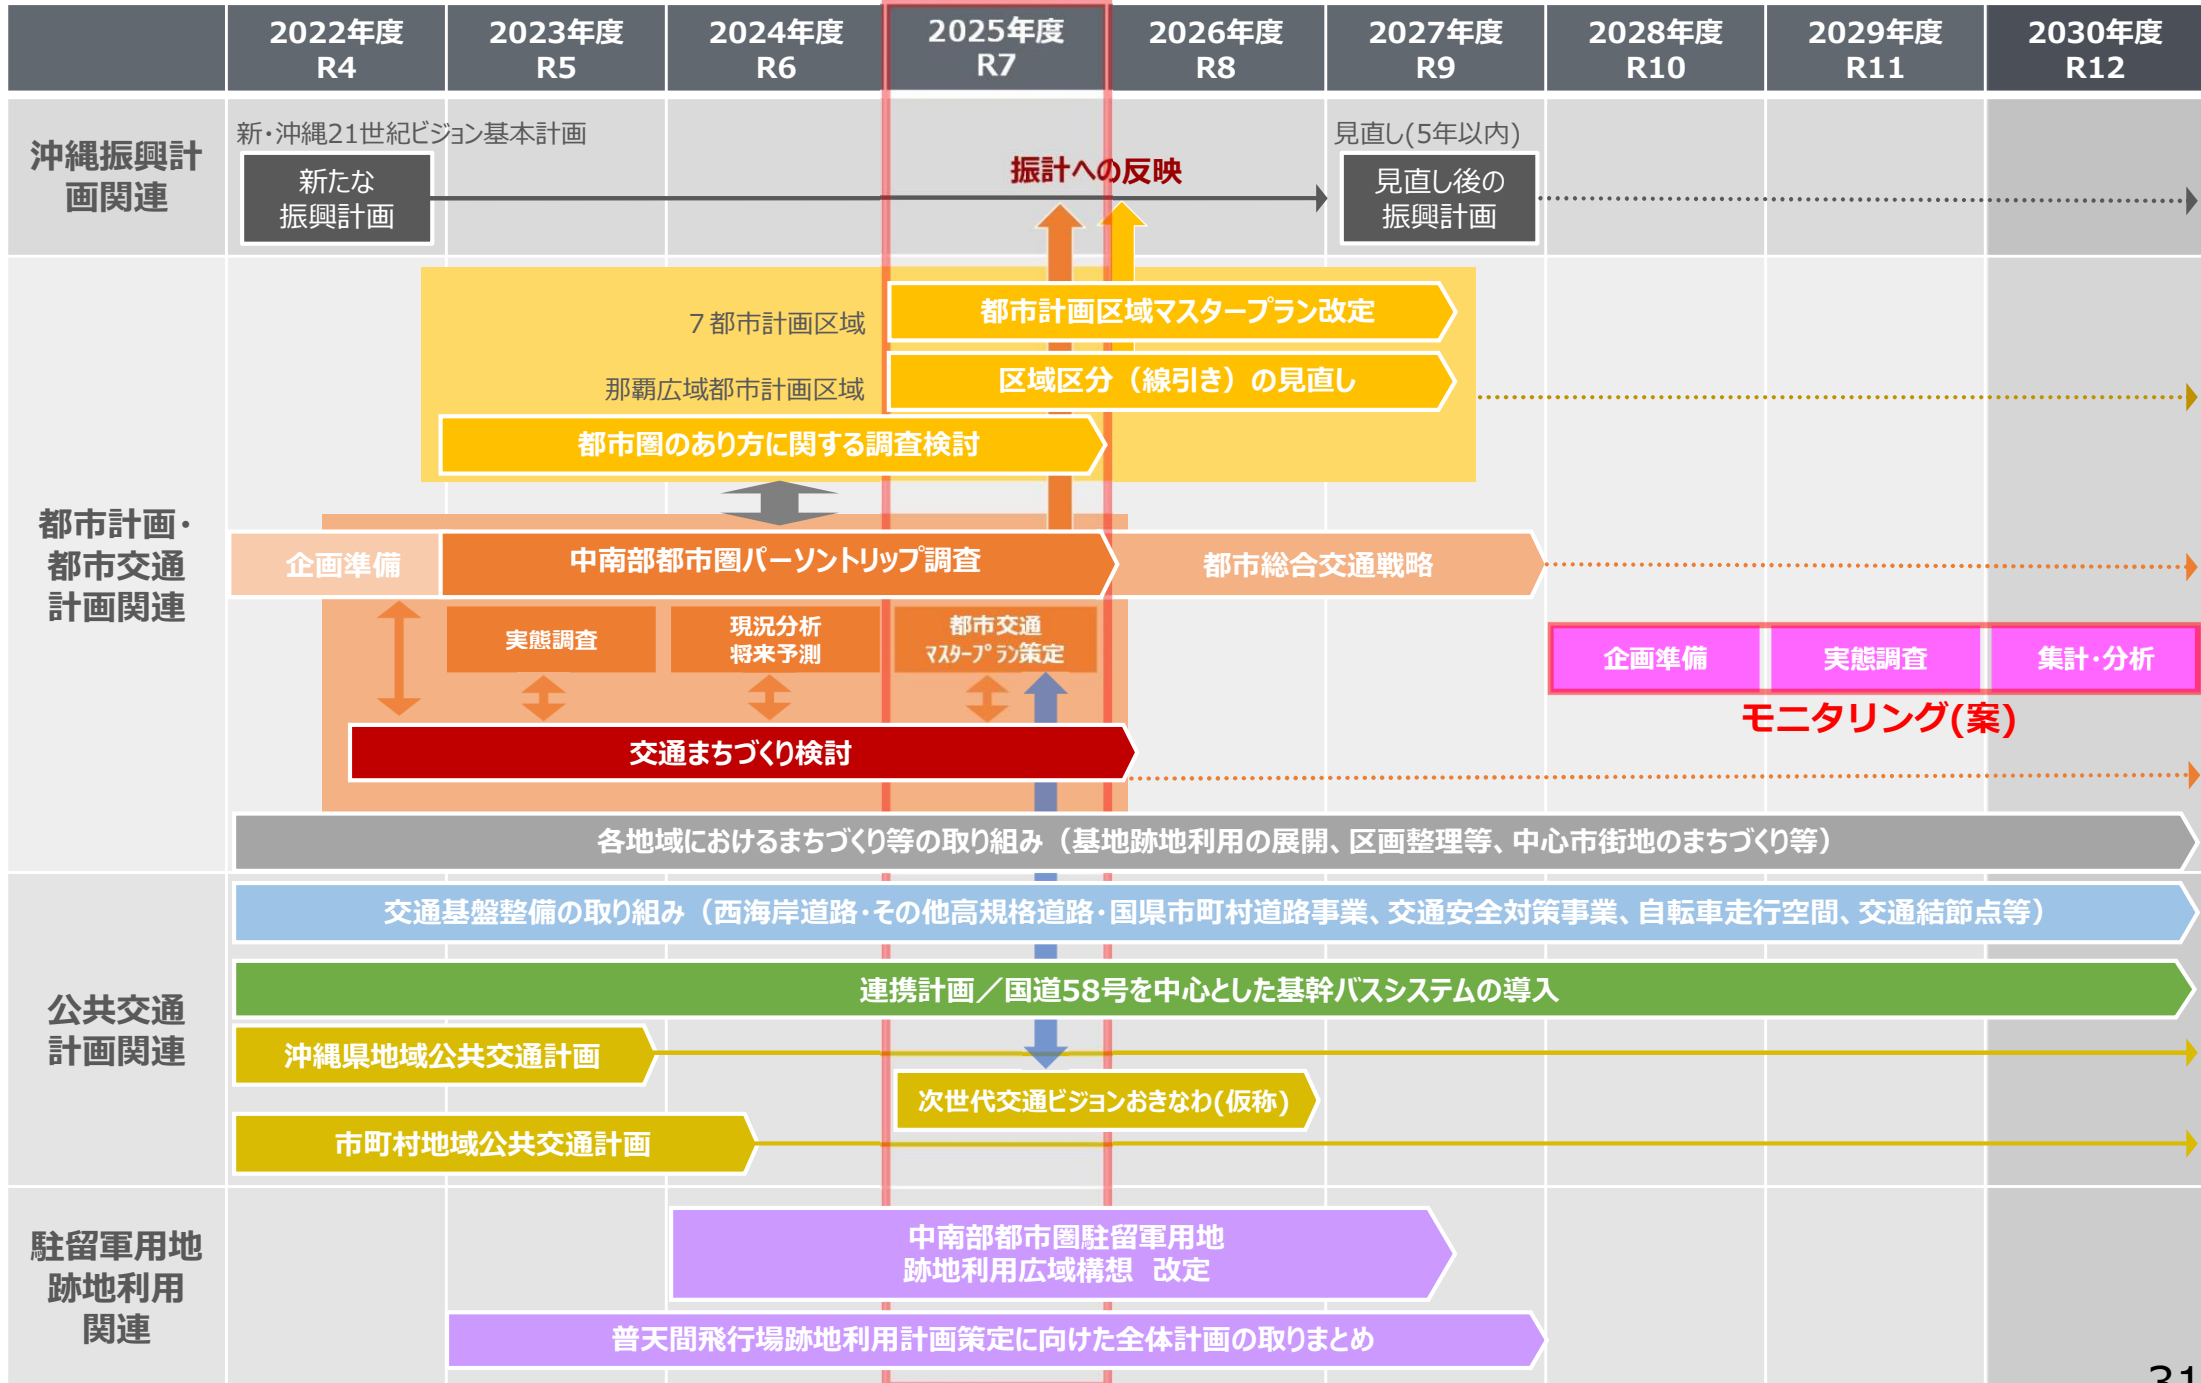 2022年度
R4
2023年度
R5
2024年度
R6
2025年度
R7
2026年度
R8
2027年度
R9
2028年度
R10
2029年度
R11
2030年度
R12
沖縄振興計
画関連
新・沖縄21世紀ビジョン基本計画
新たな
振興計画
振計への反映
見直し(5年以内)
見直し後の
振興計画
都市計画・
都市交通
計画関連
７都市計画区域
都市計画区域マスタープラン改定
那覇広域都市計画区域
区域区分（線引き）の見直し
都市圏のあり方に関する調査検討
企画準備
中南部都市圏パーソントリップ調査
都市総合交通戦略
実態調査
現況分析
将来予測
都市交通
マスタープラン策定
企画準備
実態調査
集計・分析
モニタリング(案)
交通まちづくり検討
各地域におけるまちづくり等の取り組み（基地跡地利用の展開、区画整理等、中心市街地のまちづくり等）
公共交通
計画関連
交通基盤整備の取り組み（西海岸道路・その他高規格道路・国県市町村道路事業、交通安全対策事業、自転車走行空間、交通結節点等）
連携計画／国道58号を中心とした基幹バスシステムの導入
沖縄県地域公共交通計画
次世代交通ビジョンおきなわ(仮称)
市町村地域公共交通計画
駐留軍用地
跡地利用
関連
中南部都市圏駐留軍用地
跡地利用広域構想 改定
普天間飛行場跡地利用計画策定に向けた全体計画の取りまとめ
31